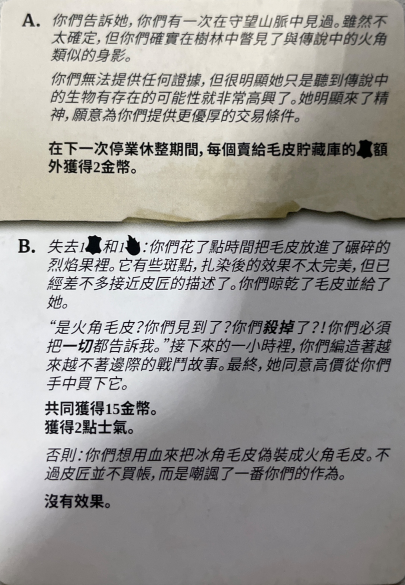 A. 你們告訴她，你們有一次在守望山脈中見過。雖然不
太確定，但你們確實在樹林中瞥見了與傳說中的火角
類似的身影。
你們無法提供任何證據，但很明顯她只是聽到傳說中
的生物有存在的可能性就非常高興了。她明顯來了精
神，願意為你們提供更優厚的交易條件。
在下一次停業休整期間，每個賣給毛皮貯藏庫的額
外獲得2金幣。
B. 失去1和1：你們花了點時間把毛皮放進了碾碎的
烈焰果裡。它有些斑點，扎染後的效果不太完美，但已
經差不多接近皮匠的描述了。你們晾乾了毛皮並給了
她。
“是火角毛皮？你們見到了？你們殺掉了？！你們必須
把一切都告訴我。”接下來的一小時裡，你們編造著越
來越不著邊際的戰鬥故事。最終，她同意高價從你們
手中買下它。
共同獲得15金幣。
獲得2點士氣。
否則：你們想用血來把冰角毛皮偽裝成火角毛皮。不
過皮匠並不買帳，而是嘲諷了一番你們的作為。
沒有效果。